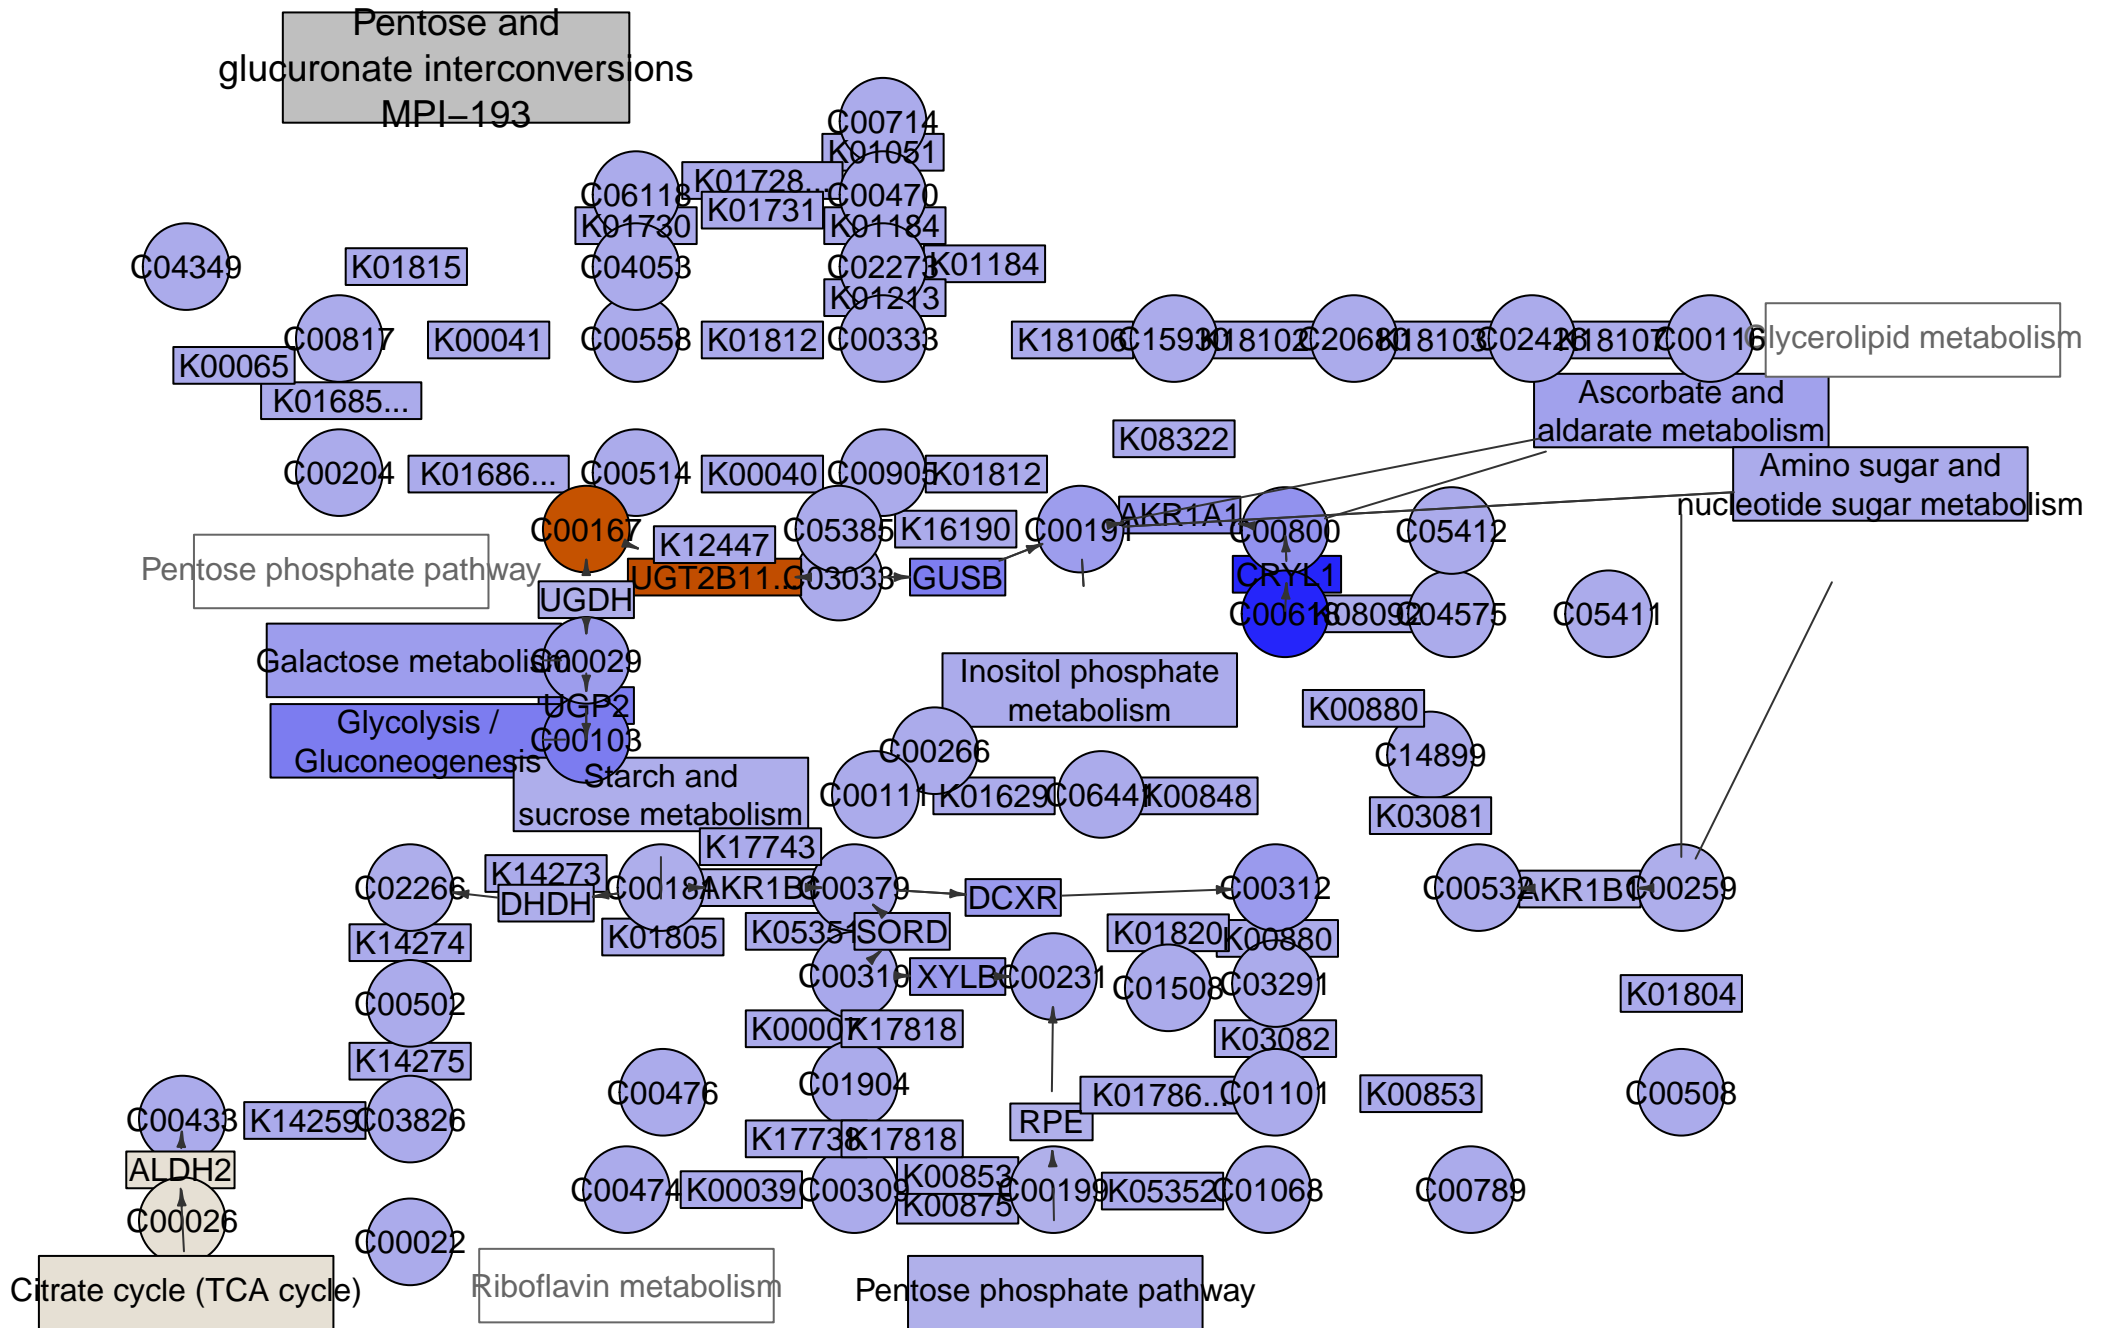 Pentose and
glucuronate interconversions
MPI–193
C00714
K01051
C06118
K01728...
C00470
K01731
K01730
K01184
C04349
K01815
C04053
C02273
K01184
K01213
C00817
K00041
C00558
K01812
C00333
K18106
C15930
K18102
C20680
K18103
C02426
K18107
C00116
Glycerolipid metabolism
K00065
K01685...
Ascorbate and
aldarate metabolism
K08322
C00204
K01686...
C00514
K00040
C00905
K01812
Amino sugar and
nucleotide sugar metabolism
C00167
K12447
C05385
K16190
C00191
AKR1A1
C00800
C05412
Pentose phosphate pathway
UGT2B11...
C03033
GUSB
CRYL1
UGDH
C00618
K08092
C04575
C05411
Galactose metabolism
C00029
Inositol phosphate
metabolism
UGP2
K00880
Glycolysis /
Gluconeogenesis
C00103
C00266
C14899
Starch and
sucrose metabolism
C00111
K01629
C06441
K00848
K03081
K17743
C02266
K14273
DHDH
C00181
AKR1B1
C00379
DCXR
C00312
C00532
AKR1B1
C00259
K14274
K01805
K05351
SORD
K01820
K00880
C00310
XYLB
C00231
C01508
C03291
K01804
C00502
K00007
K17818
K03082
K14275
C00476
C01904
K01786...
C01101
K00853
C00508
C00433
K14259
C03826
RPE
K17738
K17818
ALDH2
K00853
C00474
K00039
C00309
K00875
C00199
K05352
C01068
C00789
C00026
C00022
Citrate cycle (TCA cycle)
Riboflavin metabolism
Pentose phosphate pathway